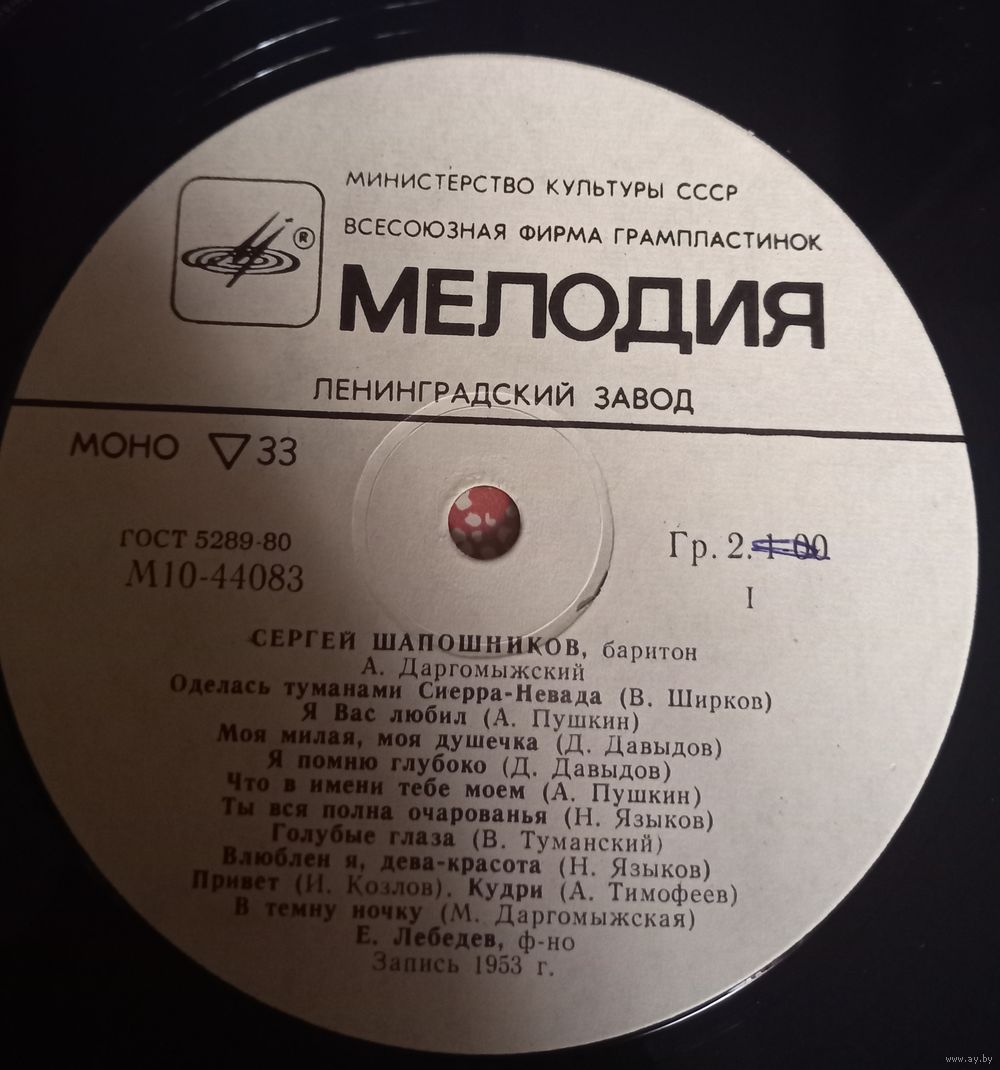 МИНИСТЕРСТВО КУЛЬТУРЫ СССР
ВСЕСОЮЗНАЯ ФИРМА ГРАМПЛАСТИНОК
®
МЕЛОДИЯ
ЛЕНИНГРАДСКИЙ ЗАВОД
МОНО ▽ 33
ГОСТ 5289-80
М10-44083
Гр. 2. 1-00
I
СЕРГЕЙ ШАПОШНИКОВ, баритон
А. Даргомыжский
Оделась туманами Сиерра-Невада (В. Ширков)
Я Вас любил (А. Пушкин)
Моя милая, моя душечка (Д. Давыдов)
Я помню глубоко (Д. Давыдов)
Что в имени тебе моем (А. Пушкин)
Ты вся полна очарованья (Н. Языков)
Голубые глаза (В. Туманский)
Влюблен я, дева-красота (Н. Языков)
Привет (И. Козлов). Кудри (А. Тимофеев)
В темну ночку (М. Даргомыжская)
Е. Лебедев, ф-но
Запись 1953 г.
www.ay.by